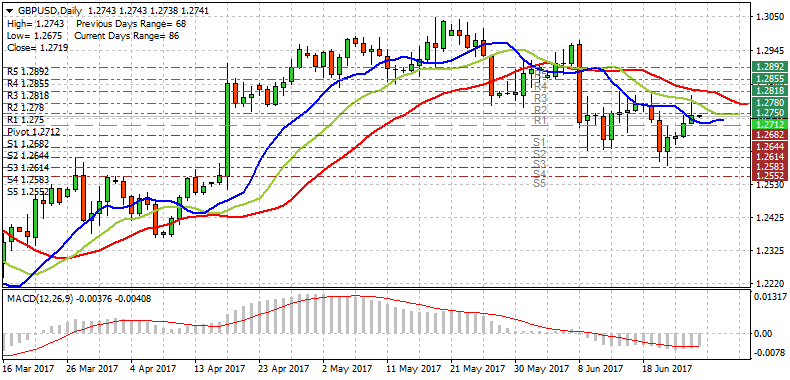 GBPUSD,Daily 1.2743 1.2743 1.2738 1.2741
High= 1.2743 Previous Days Range= 68
Low= 1.2675 Current Days Range= 86
Close= 1.2719
R5 1.2892
R4 1.2855
R3 1.2818
R2 1.278
R1 1.275
Pivot 1.2712
S1 1.2682
S2 1.2644
S3 1.2614
S4 1.2583
S5 1.2552
R4
R3
R2
R1
S1
S2
S3
S4
S5
1.3050
1.2945
1.2892
1.2855
1.2818
1.2780
1.2750
1.2712
1.2682
1.2644
1.2614
1.2583
1.2552
1.2530
1.2425
1.2325
1.2220
MACD(12,26,9) -0.00376 -0.00408
0.01317
0.00
-0.0078
16 Mar 2017 26 Mar 2017 4 Apr 2017 13 Apr 2017 23 Apr 2017 2 May 2017 11 May 2017 21 May 2017 30 May 2017 8 Jun 2017 18 Jun 2017